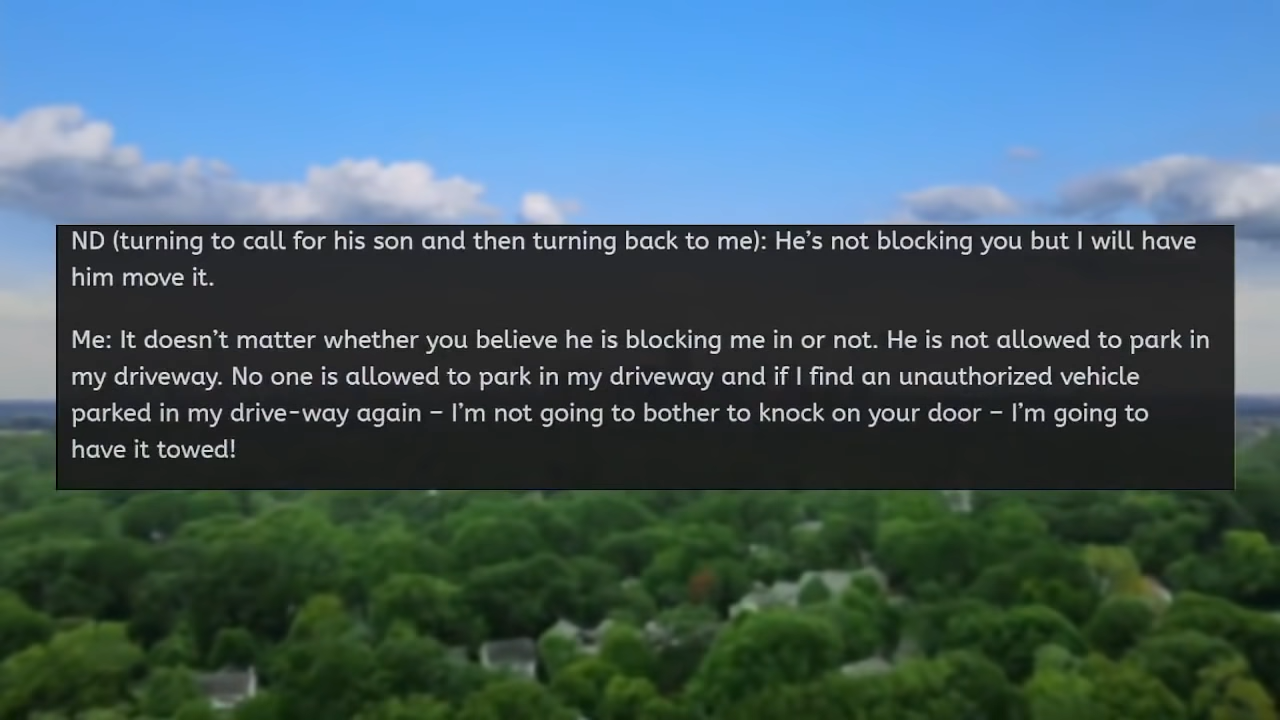 ND (turning to call for his son and then turning back to me): He’s not blocking you but I will have
him move it.
Me: It doesn’t matter whether you believe he is blocking me in or not. He is not allowed to park in
my driveway. No one is allowed to park in my driveway and if I find an unauthorized vehicle
parked in my drive-way again – I’m not going to bother to knock on your door – I’m going to
have it towed!